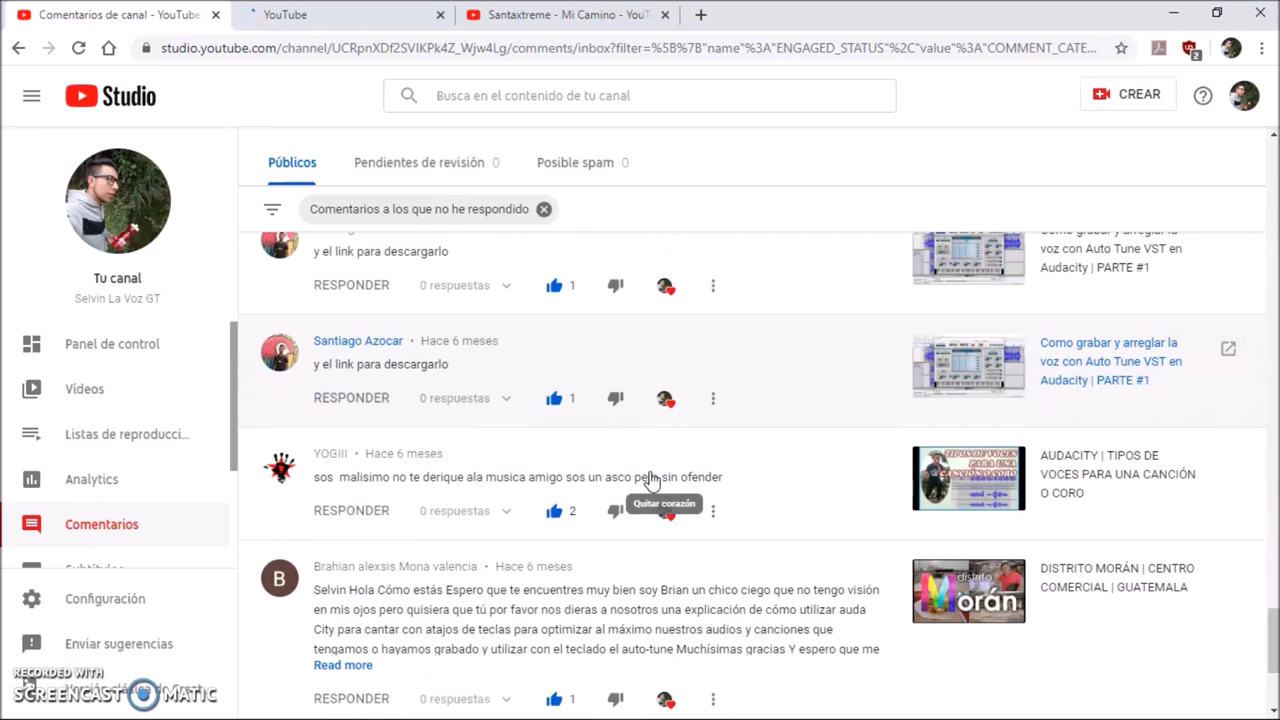 Comentarios de canal - YouTube
YouTube
Santaxtreme - Mi Camino - YouT
studio.youtube.com/channel/UCRpnXDf2SVIKPk4Z_Wjw4Lg/comments/inbox?filter=%5B%7B"name"%3A"ENGAGED_STATUS"%2C"value"%3A"COMMENT_CATE...
2
Studio
Busca en el contenido de tu canal
CREAR
Públicos
Pendientes de revisión 0
Posible spam 0
Comentarios a los que no he respondido
Tu canal
Selvin La Voz GT
Panel de control
Vídeos
Listas de reproducci...
Analytics
Comentarios
Configuración
Enviar sugerencias
RECORDED WITH
SCREENCAST MATIC
y el link para descargarlo
RESPONDER 0 respuestas 1
Como grabar y arreglar la
voz con Auto Tune VST en
Audacity | PARTE #1
Santiago Azocar • Hace 6 meses
y el link para descargarlo
RESPONDER 0 respuestas 1
Como grabar y arreglar la
voz con Auto Tune VST en
Audacity | PARTE #1
YOGIII • Hace 6 meses
sos malisimo no te derique ala musica amigo sos un asco sin ofender
Quitar corazón
RESPONDER 0 respuestas 2
TIPOS DE VOCES
PARA UNA
CANCIÓN O CORO
AUDACITY | TIPOS DE
VOCES PARA UNA CANCIÓN
O CORO
B
Brahian alexsis Mona valencia • Hace 6 meses
Selvin Hola Cómo estás Espero que te encuentres muy bien soy Brian un chico ciego que no tengo visión
en mis ojos pero quisiera que tú por favor nos dieras a nosotros una explicación de cómo utilizar auda
City para cantar con atajos de teclas para optimizar al máximo nuestros audios y canciones que
tengamos o hayamos grabado y utilizar con el teclado el auto-tune Muchísimas gracias Y espero que me
Read more
RESPONDER 0 respuestas 1
distrito
Morán
DISTRITO MORÁN | CENTRO
COMERCIAL | GUATEMALA